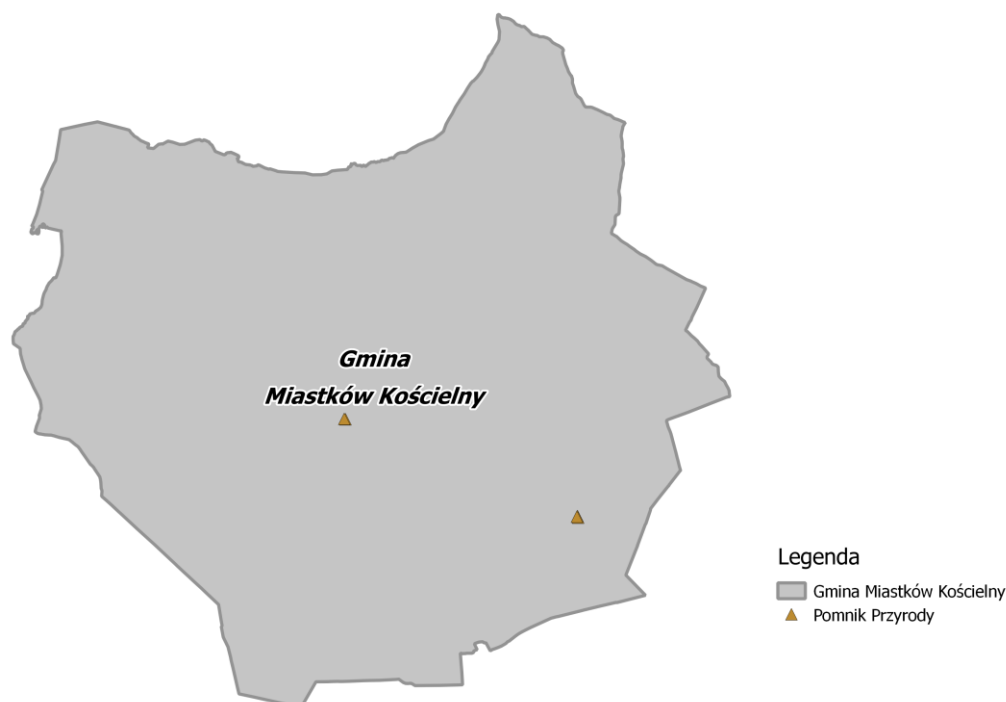 Gmina
Miastków Kościelny
Legenda
Gmina Miastków Kościelny
Pomnik Przyrody